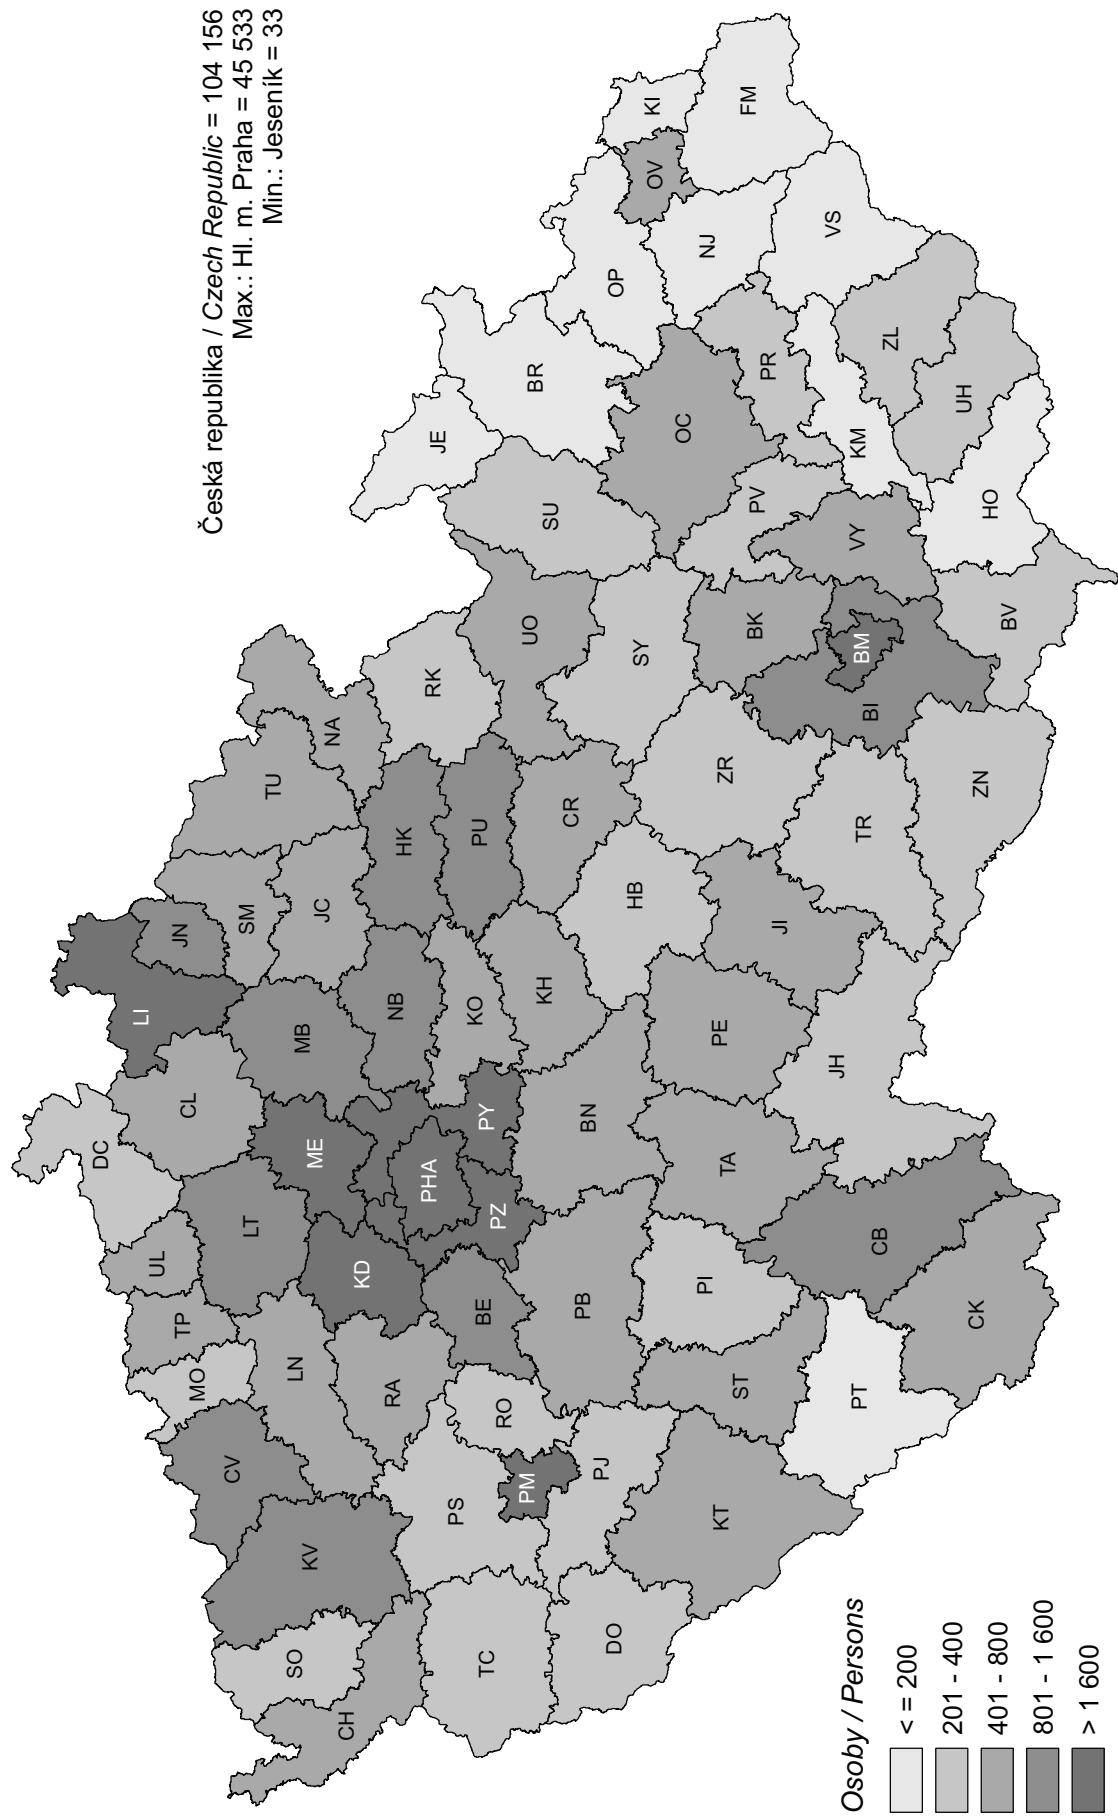 Česká republika / Czech Republic = 104 156
Max.: Hl. m. Praha = 45 533
Min.: Jeseník = 33
DC
LI
JN
CL
UL
TP
MO
LT
ME
MB
SM
TU
NA
JC
CV
LN
KD
KV
SO
CH
RA
PHA
NB
HK
RK
JE
BR
OP
KI
OV
FM
BE
PZ
PY
KO
PU
UO
SU
NJ
TC
PS
RO
PM
KH
CR
OC
PR
VS
DO
PJ
PB
BN
HB
SY
PV
KM
ZL
KT
ST
PI
TA
PE
JI
ZR
BK
VY
UH
PT
CB
JH
TR
BI
BM
HO
CK
ZN
BV
Osoby / Persons
< = 200
201 - 400
401 - 800
801 - 1 600
> 1 600